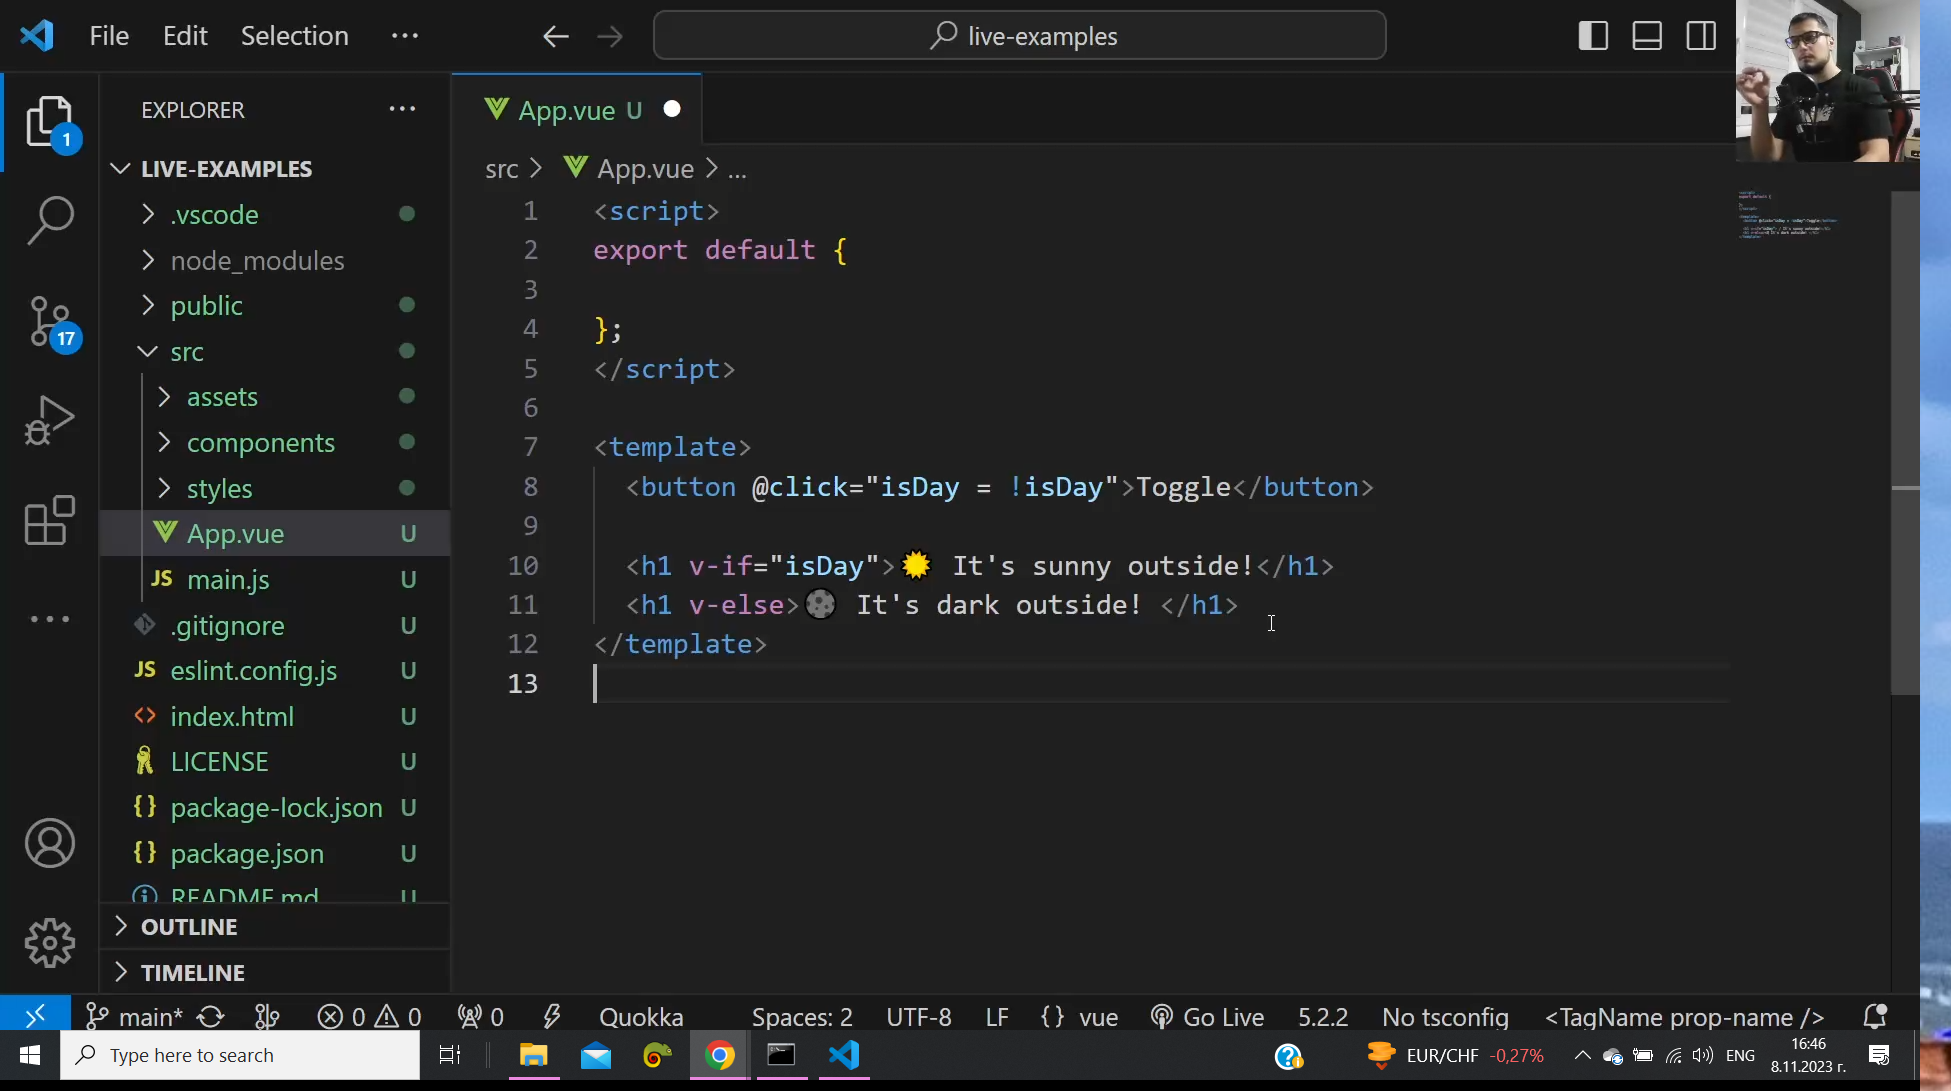 File Edit Selection ...
live-examples
EXPLORER ...
App.vue U
LIVE-EXAMPLES
src > App.vue > ...
.vscode
node_modules
public
src
assets
components
styles
App.vue U
main.js U
.gitignore U
eslint.config.js U
index.html U
LICENSE U
package-lock.json U
package.json U
README.md U
OUTLINE
TIMELINE
1
17
1 <script>
2 export default {
3
4 };
5 </script>
6
7 <template>
8 <button @click="isDay = !isDay">Toggle</button>
9
10 <h1 v-if="isDay">☀ It's sunny outside!</h1>
11 <h1 v-else>🌑 It's dark outside! </h1>
12 </template>
13
main* 0 0 0 Quokka Spaces: 2 UTF-8 LF {} vue Go Live 5.2.2 No tsconfig <TagName prop-name />
Type here to search
EUR/CHF -0,27% ENG
16:46
8.11.2023 г.